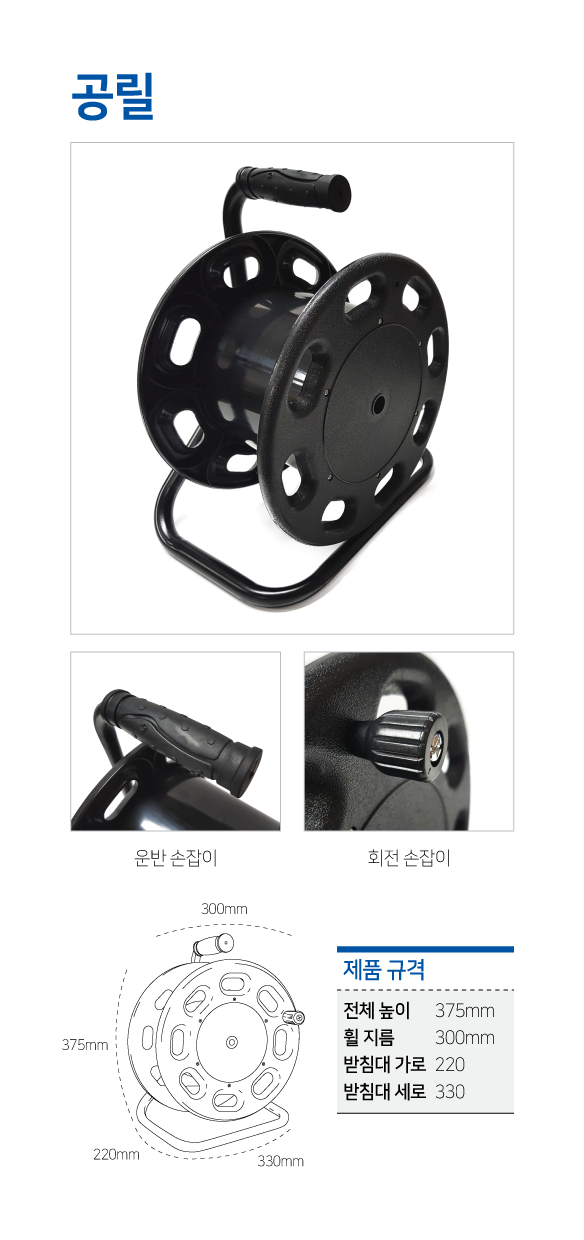 공릴
운반 손잡이
회전 손잡이
300mm
375mm
220mm
330mm
제품 규격
전체 높이 375mm
휠 지름 300mm
받침대 가로 220
받침대 세로 330